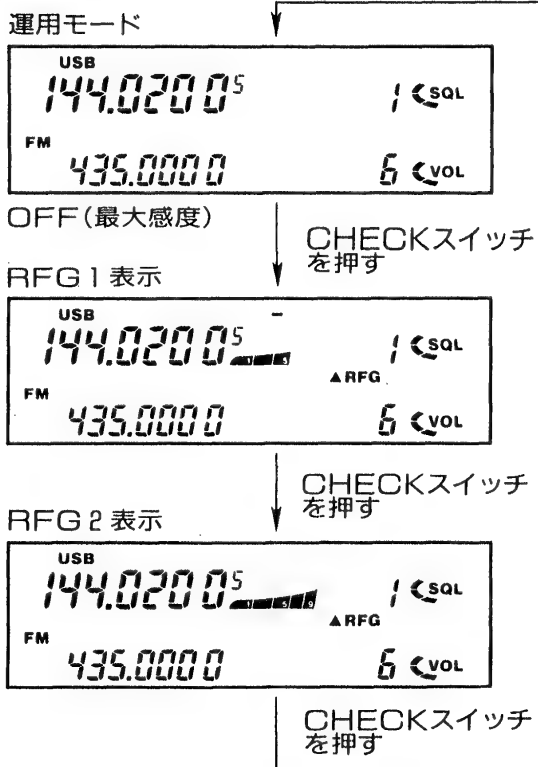 運用モード
USB
144.0200 5 1 SQL
FM
435.0000 6 VOL
OFF(最大感度)
CHECKスイッチ
を押す
RFG1表示
USB
144.0200 5 1 SQL
▲RFG
FM
435.0000 6 VOL
CHECKスイッチ
を押す
RFG2表示
USB
144.0200 5 1 SQL
▲RFG
FM
435.0000 6 VOL
CHECKスイッチ
を押す